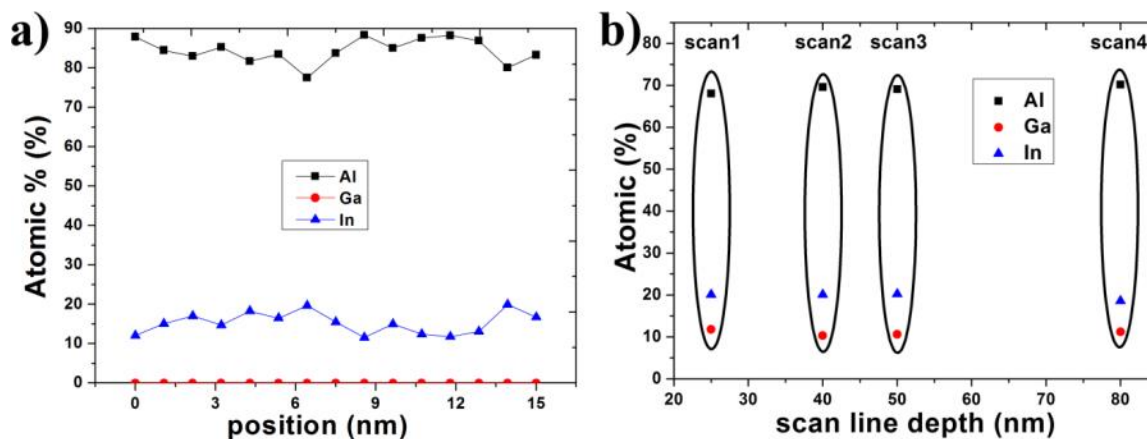 a)
90
80
70
60
50
40
30
20
10
0
Atomic % (%)
Al
Ga
In
0 3 6 9 12 15
position (nm)
b)
scan1 scan2 scan3 scan4
80
70
60
50
40
30
20
10
0
Atomic (%)
Al
Ga
In
20 30 40 50 60 70 80
scan line depth (nm)